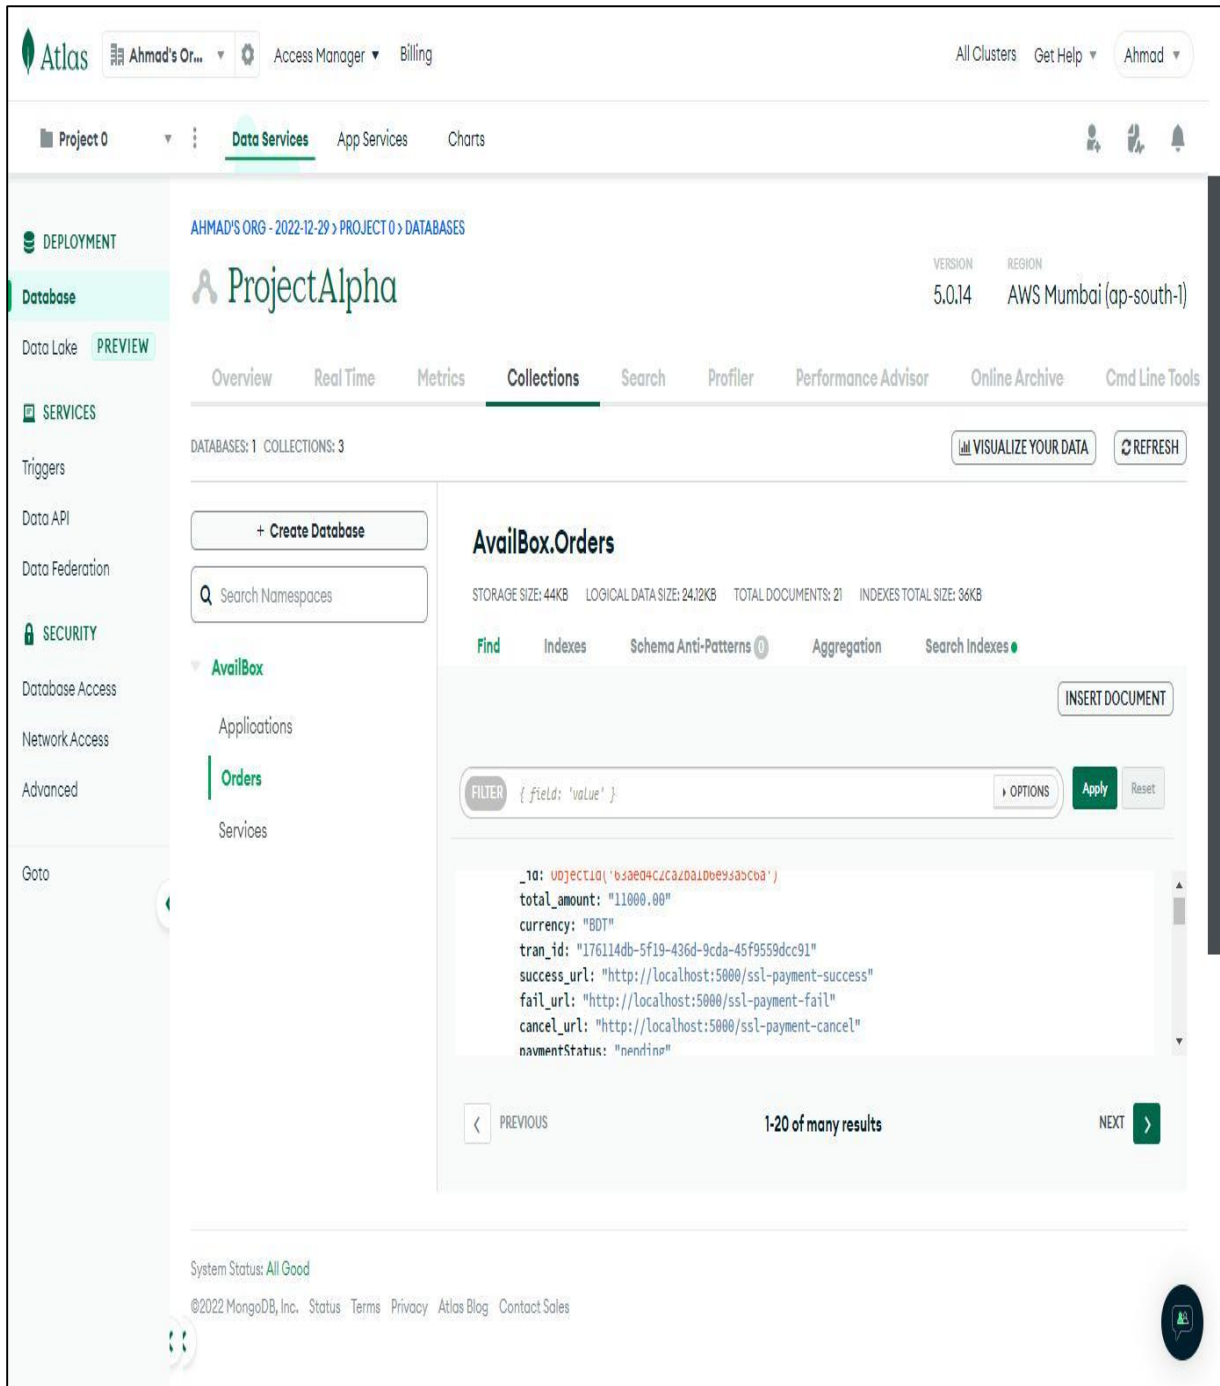 Atlas Ahmad's Or... Access Manager Billing All Clusters Get Help Ahmad
Project 0 Data Services App Services Charts
DEPLOYMENT
Database
Data Lake PREVIEW
SERVICES
Triggers
Data API
Data Federation
SECURITY
Database Access
Network Access
Advanced
Goto
AHMAD'S ORG - 2022-12-29 > PROJECT 0 > DATABASES
ProjectAlpha
VERSION REGION
5.0.14 AWS Mumbai (ap-south-1)
Overview Real Time Metrics Collections Search Profiler Performance Advisor Online Archive Cmd Line Tools
DATABASES: 1 COLLECTIONS: 3
VISUALIZE YOUR DATA REFRESH
+ Create Database
Search Namespaces
AvailBox
Applications
Orders
Services
AvailBox.Orders
STORAGE SIZE: 44KB LOGICAL DATA SIZE: 24.12KB TOTAL DOCUMENTS: 21 INDEXES TOTAL SIZE: 36KB
Find Indexes Schema Anti-Patterns 0 Aggregation Search Indexes
INSERT DOCUMENT
FILTER { field: 'value' } OPTIONS Apply Reset
_id: ObjectId('63aed4c2ca2ba1b6e93a5c6a')
total_amount: "11000.00"
currency: "BDT"
tran_id: "176114db-5f19-436d-9cda-45f9559dcc91"
success_url: "http://localhost:5000/ssl-payment-success"
fail_url: "http://localhost:5000/ssl-payment-fail"
cancel_url: "http://localhost:5000/ssl-payment-cancel"
paymentStatus: "pending"
PREVIOUS 1-20 of many results NEXT
System Status: All Good
©2022 MongoDB, Inc. Status Terms Privacy Atlas Blog Contact Sales